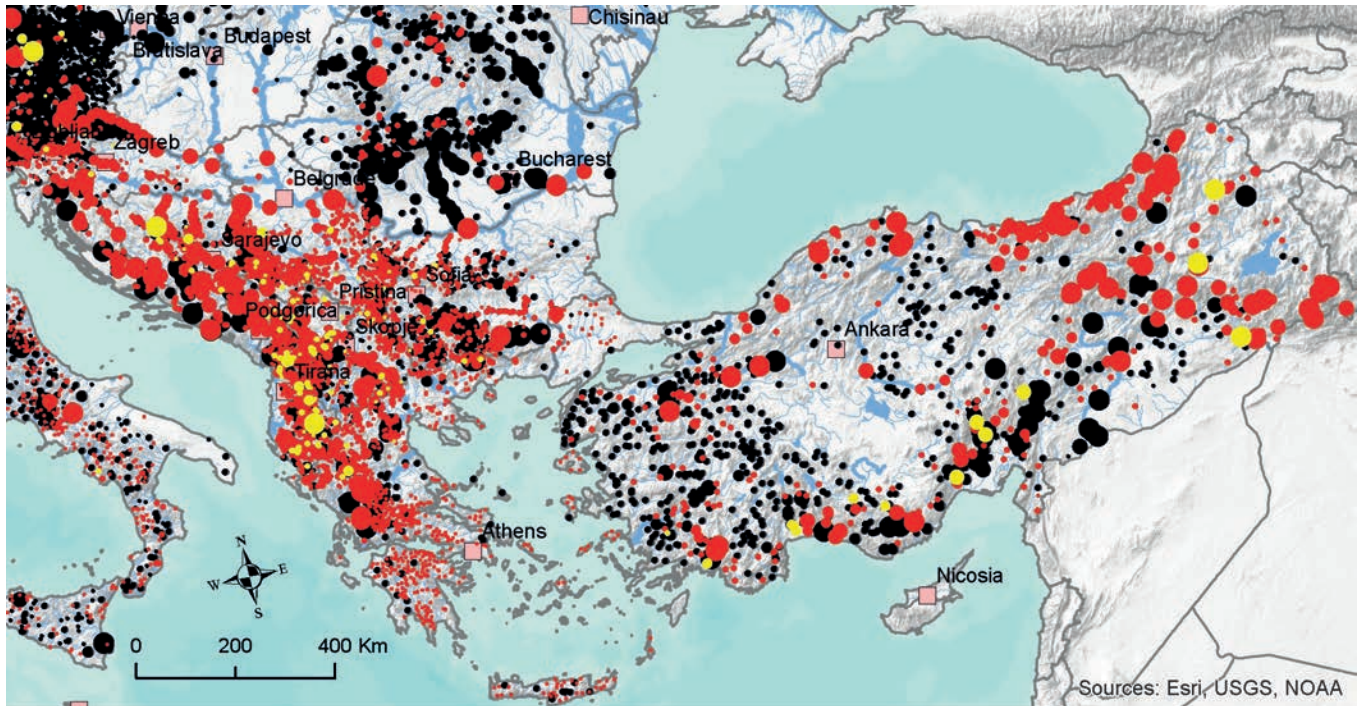 Vienna
Chisinau
Budapest
Bratislava
Zagreb
Bucharest
Belgrade
Sarajevo
Sofia
Pristina
Podgorica
Skopje
Ankara
Tirana
Athens
N
W E
S
Nicosia
0 200 400 Km
Sources: Esri, USGS, NOAA